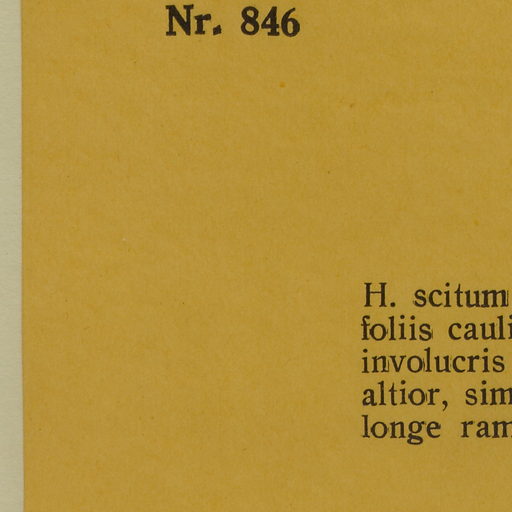 Nr. 846
H. scitum
foliis cauli
involucris
altior, sim
longe ram